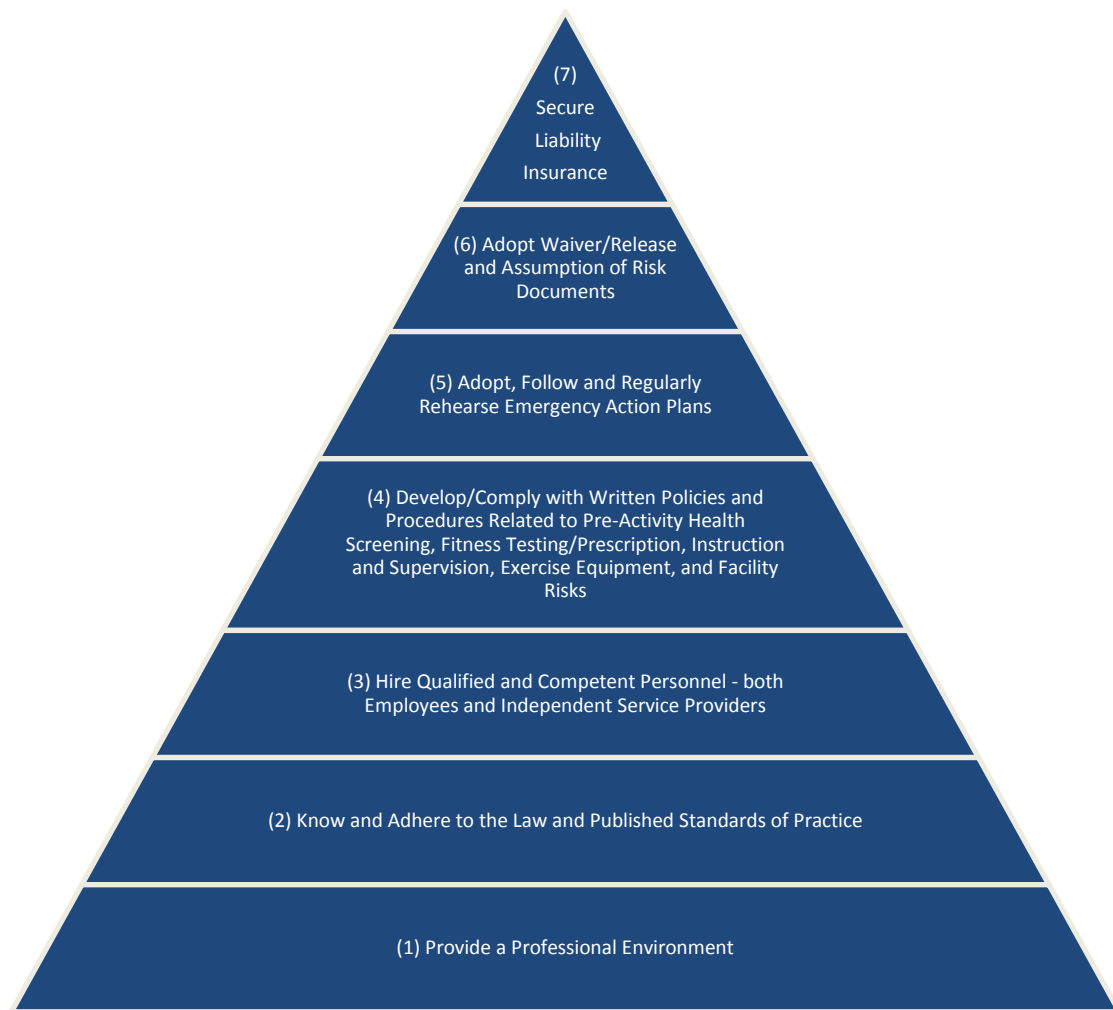 (7)
Secure
Liability
Insurance
(6) Adopt Waiver/Release
and Assumption of Risk
Documents
(5) Adopt, Follow and Regularly
Rehearse Emergency Action Plans
(4) Develop/Comply with Written Policies and
Procedures Related to Pre-Activity Health
Screening, Fitness Testing/Prescription, Instruction
and Supervision, Exercise Equipment, and Facility
Risks
(3) Hire Qualified and Competent Personnel - both
Employees and Independent Service Providers
(2) Know and Adhere to the Law and Published Standards of Practice
(1) Provide a Professional Environment